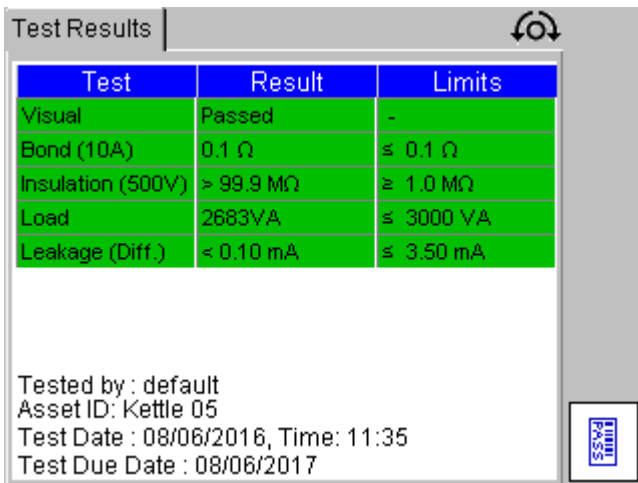 Test Results
Test Result Limits
Visual Passed -
Bond (10A) 0.1 Ω ≤ 0.1 Ω
Insulation (500V) > 99.9 MΩ ≥ 1.0 MΩ
Load 2683VA ≤ 3000 VA
Leakage (Diff.) < 0.10 mA ≤ 3.50 mA
Tested by : default
Asset ID: Kettle 05
Test Date : 08/06/2016, Time: 11:35
Test Due Date : 08/06/2017
PASS